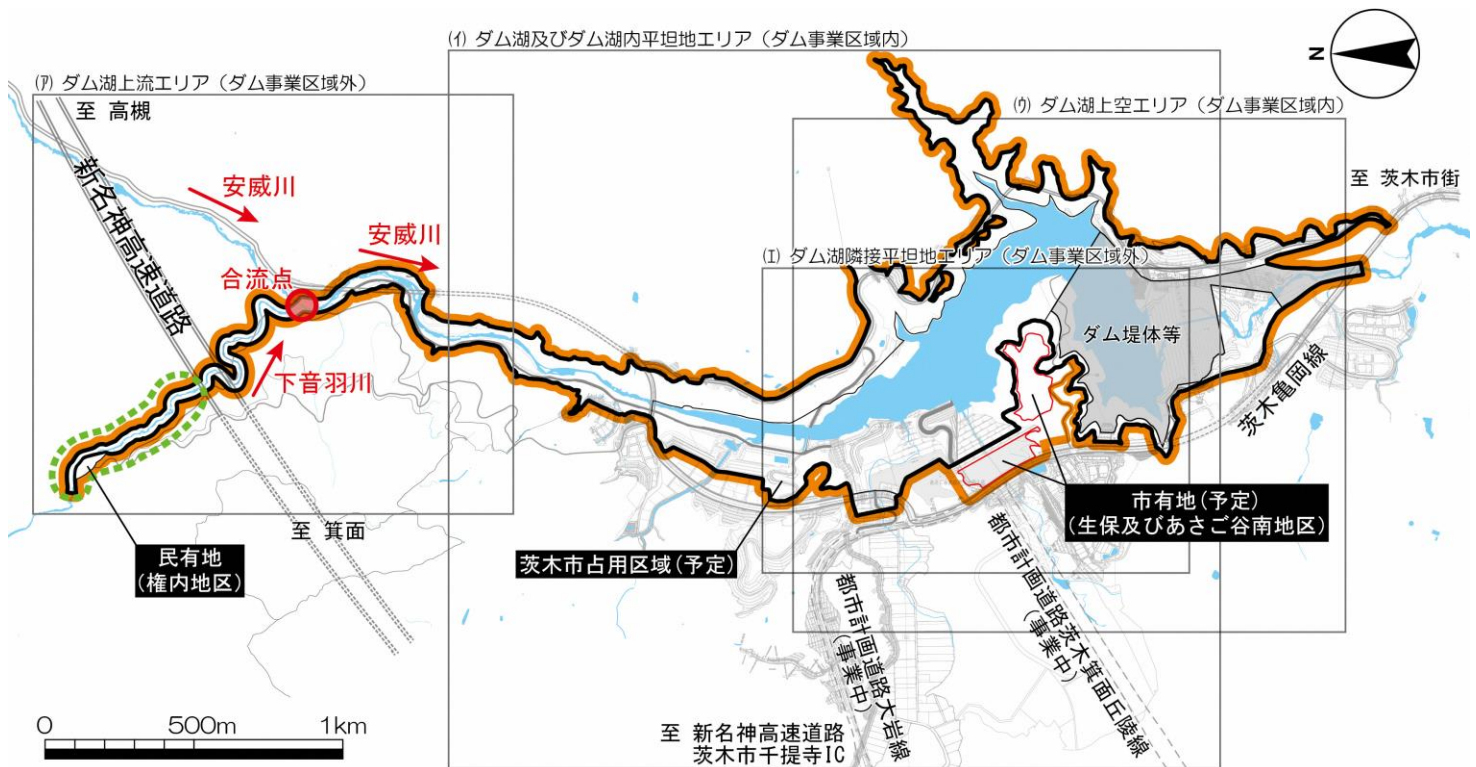 (ｲ) ダム湖及びダム湖内平坦地エリア（ダム事業区域内）
N
(ｱ) ダム湖上流エリア（ダム事業区域外）
(ｳ) ダム湖上空エリア（ダム事業区域内）
至 高槻
新名神高速道路
安威川
至 茨木市街
安威川
(ｴ) ダム湖隣接平坦地エリア（ダム事業区域外）
合流点
ダム堤体等
下音羽川
茨木亀岡線
市有地(予定)
(生保及びあさご谷南地区)
至 箕面
民有地
(権内地区)
茨木市占用区域(予定)
都市計画道路茨木箕面丘陵線
(事業中)
都市計画道路大岩線
(事業中)
0 500m 1km
至 新名神高速道路
茨木市千提寺IC